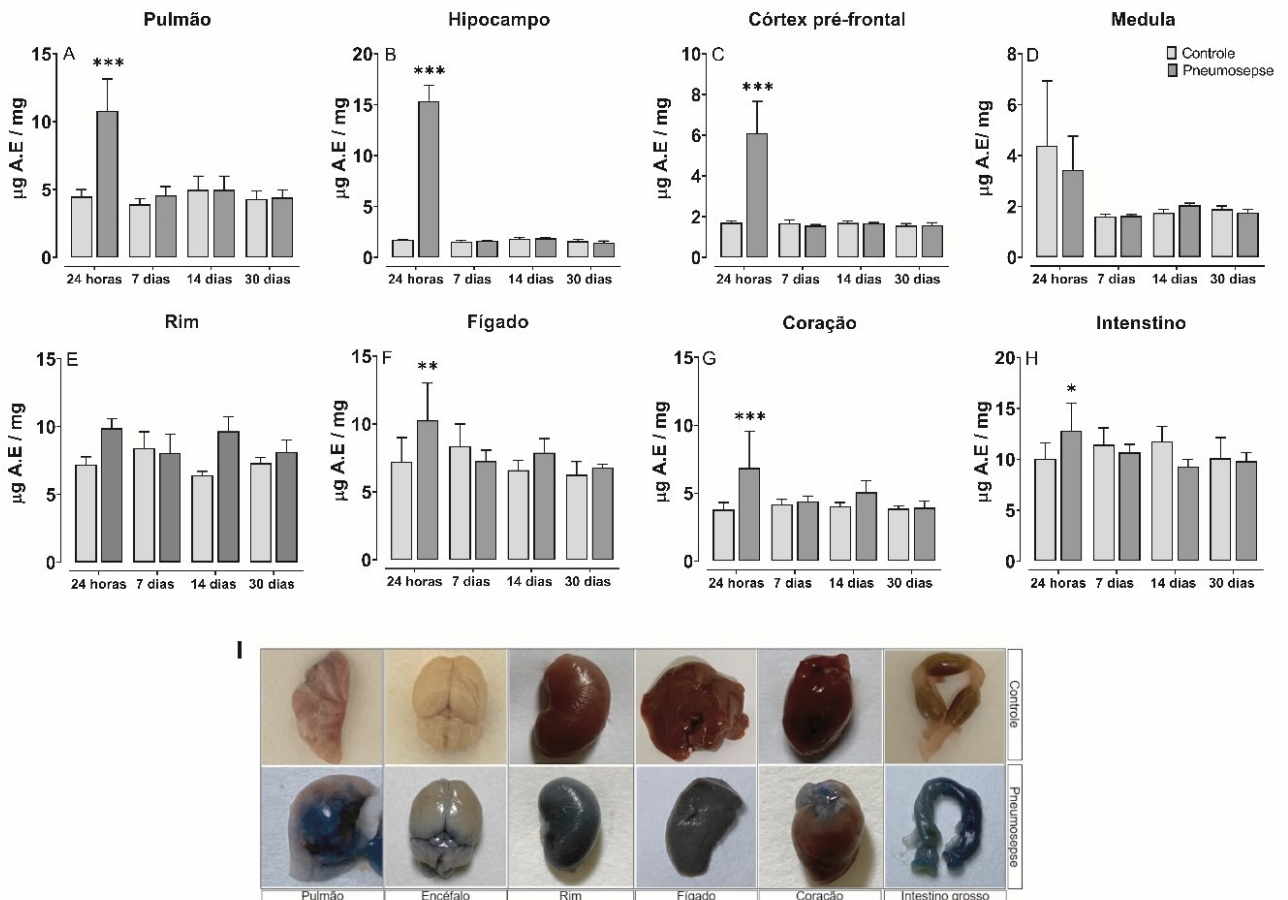 Pulmão
Hipocampo
Córtex pré-frontal
Medula
A
B
C
D
Controle
Pneumosepse
***
***
***
15
10
5
0
µg A.E / mg
20
15
10
5
0
µg A.E / mg
10
8
6
4
2
0
µg A.E / mg
8
6
4
2
0
µg A.E/ mg
24 horas 7 dias 14 dias 30 dias
24 horas 7 dias 14 dias 30 dias
24 horas 7 dias 14 dias 30 dias
24 horas 7 dias 14 dias 30 dias
Rim
Fígado
Coração
Intenstino
E
F
G
H
**
***
*
15
10
5
0
µg A.E / mg
15
10
5
0
µg A.E / mg
15
10
5
0
µg A.E / mg
20
15
10
5
0
µg A.E / mg
24 horas 7 dias 14 dias 30 dias
24 horas 7 dias 14 dias 30 dias
24 horas 7 dias 14 dias 30 dias
24 horas 7 dias 14 dias 30 dias
I
Controle
Pneumosepse
Pulmão
Encéfalo
Rim
Fígado
Coração
Intestino grosso